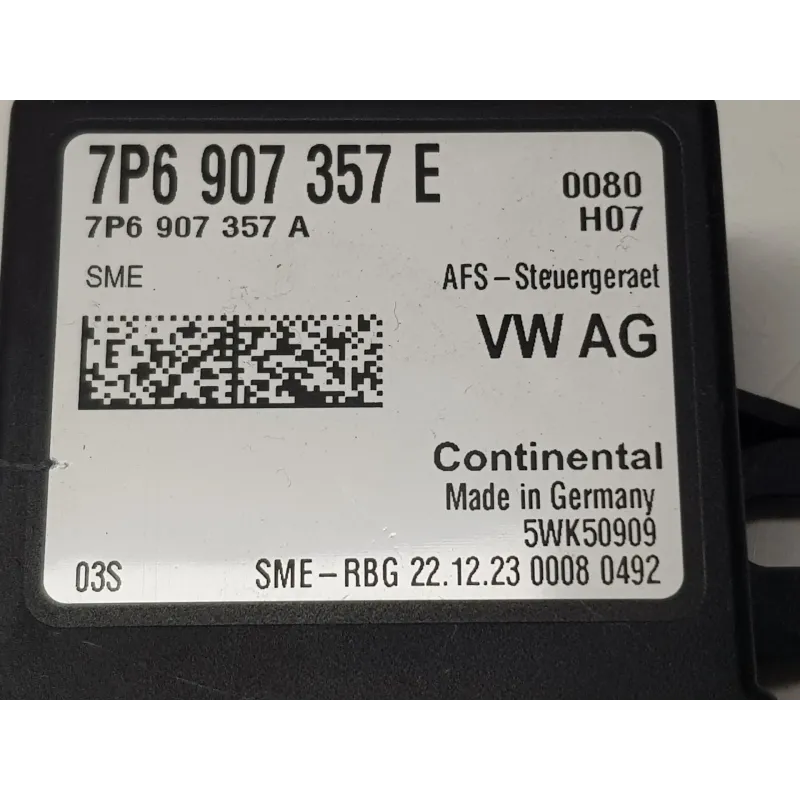 7P6 907 357 E
0080
7P6 907 357 A
H07
SME
AFS-Steuergeraet
VW AG
Continental
Made in Germany
5WK50909
03S
SME-RBG 22.12.23 0008 0492